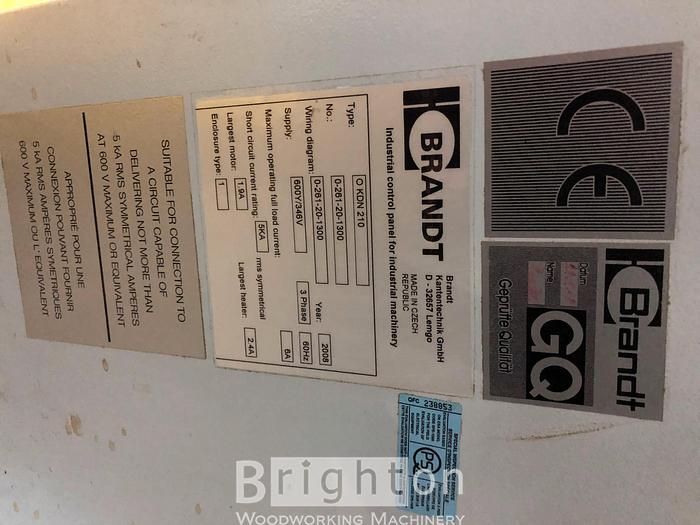 CE
Brandt
GQ
Geprüfte Qualität
Datum
Name
BRANDT
Brandt
Kantentechnik GmbH
D - 32657 Lemgo
MADE IN CZECH
REPUBLIC
Industrial control panel for industrial machinery
Type: O KDN 210
No.: 0-261-20-1300 Year: 2008
Wiring diagram: 0-261-20-1300
Supply: 600Y/346V 3 Phase 60Hz
Maximum operating full load current: 6A
Short circuit current rating: 5KA rms symmetrical
Largest motor: 1.9A Largest heater: 2.4A
Enclosure type: 1
SUITABLE FOR CONNECTION TO
A CIRCUIT CAPABLE OF
DELIVERING NOT MORE THAN
5 kA RMS SYMMETRICAL AMPERES
AT 600 V MAXIMUM OR EQUIVALENT
APPROPRIÉ POUR UNE
CONNEXION POUVANT FOURNIR
5 kA RMS AMPÈRES SYMETRIQUES
600 V MAXIMUM OU L' EQUIVALENT
QFC 238853
Brighton
WOODWORKING MACHINERY